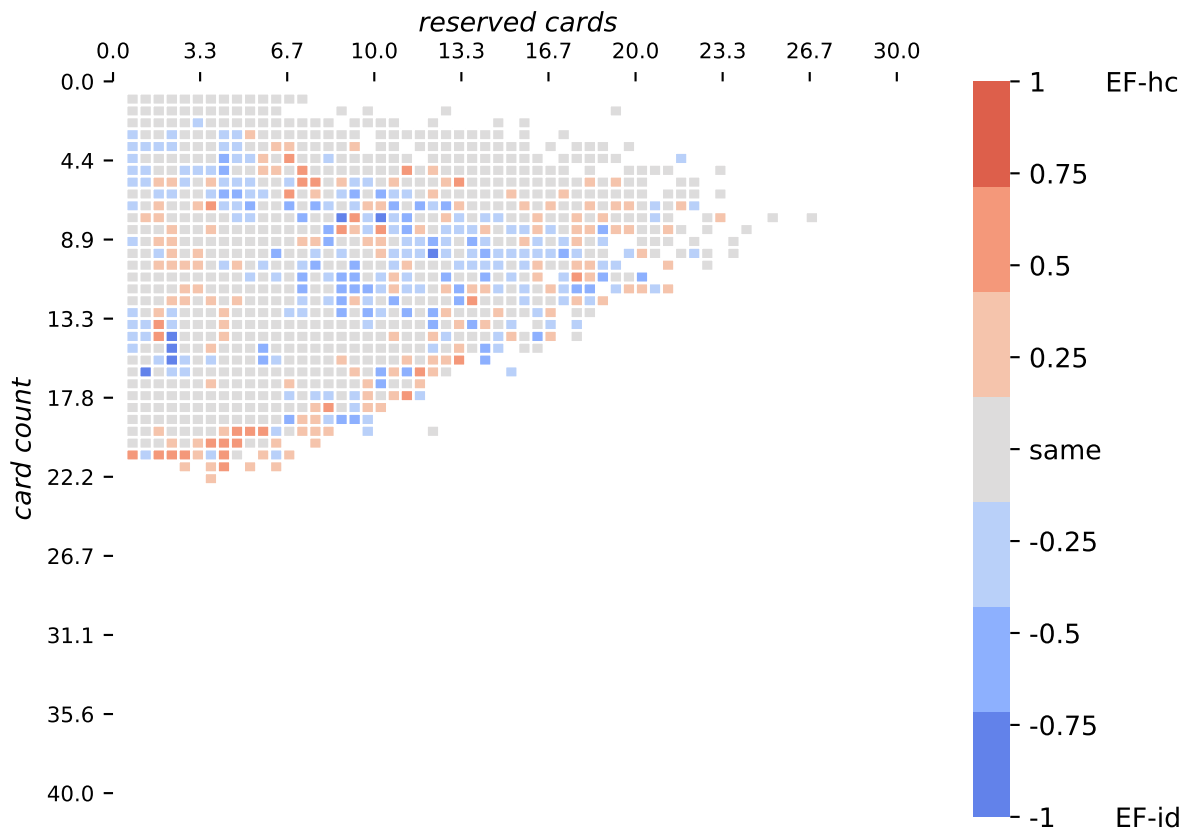 reserved cards
0.0 3.3 6.7 10.0 13.3 16.7 20.0 23.3 26.7 30.0
card count
0.0
4.4
8.9
13.3
17.8
22.2
26.7
31.1
35.6
40.0
1 EF-hc
0.75
0.5
0.25
same
-0.25
-0.5
-0.75
-1 EF-id